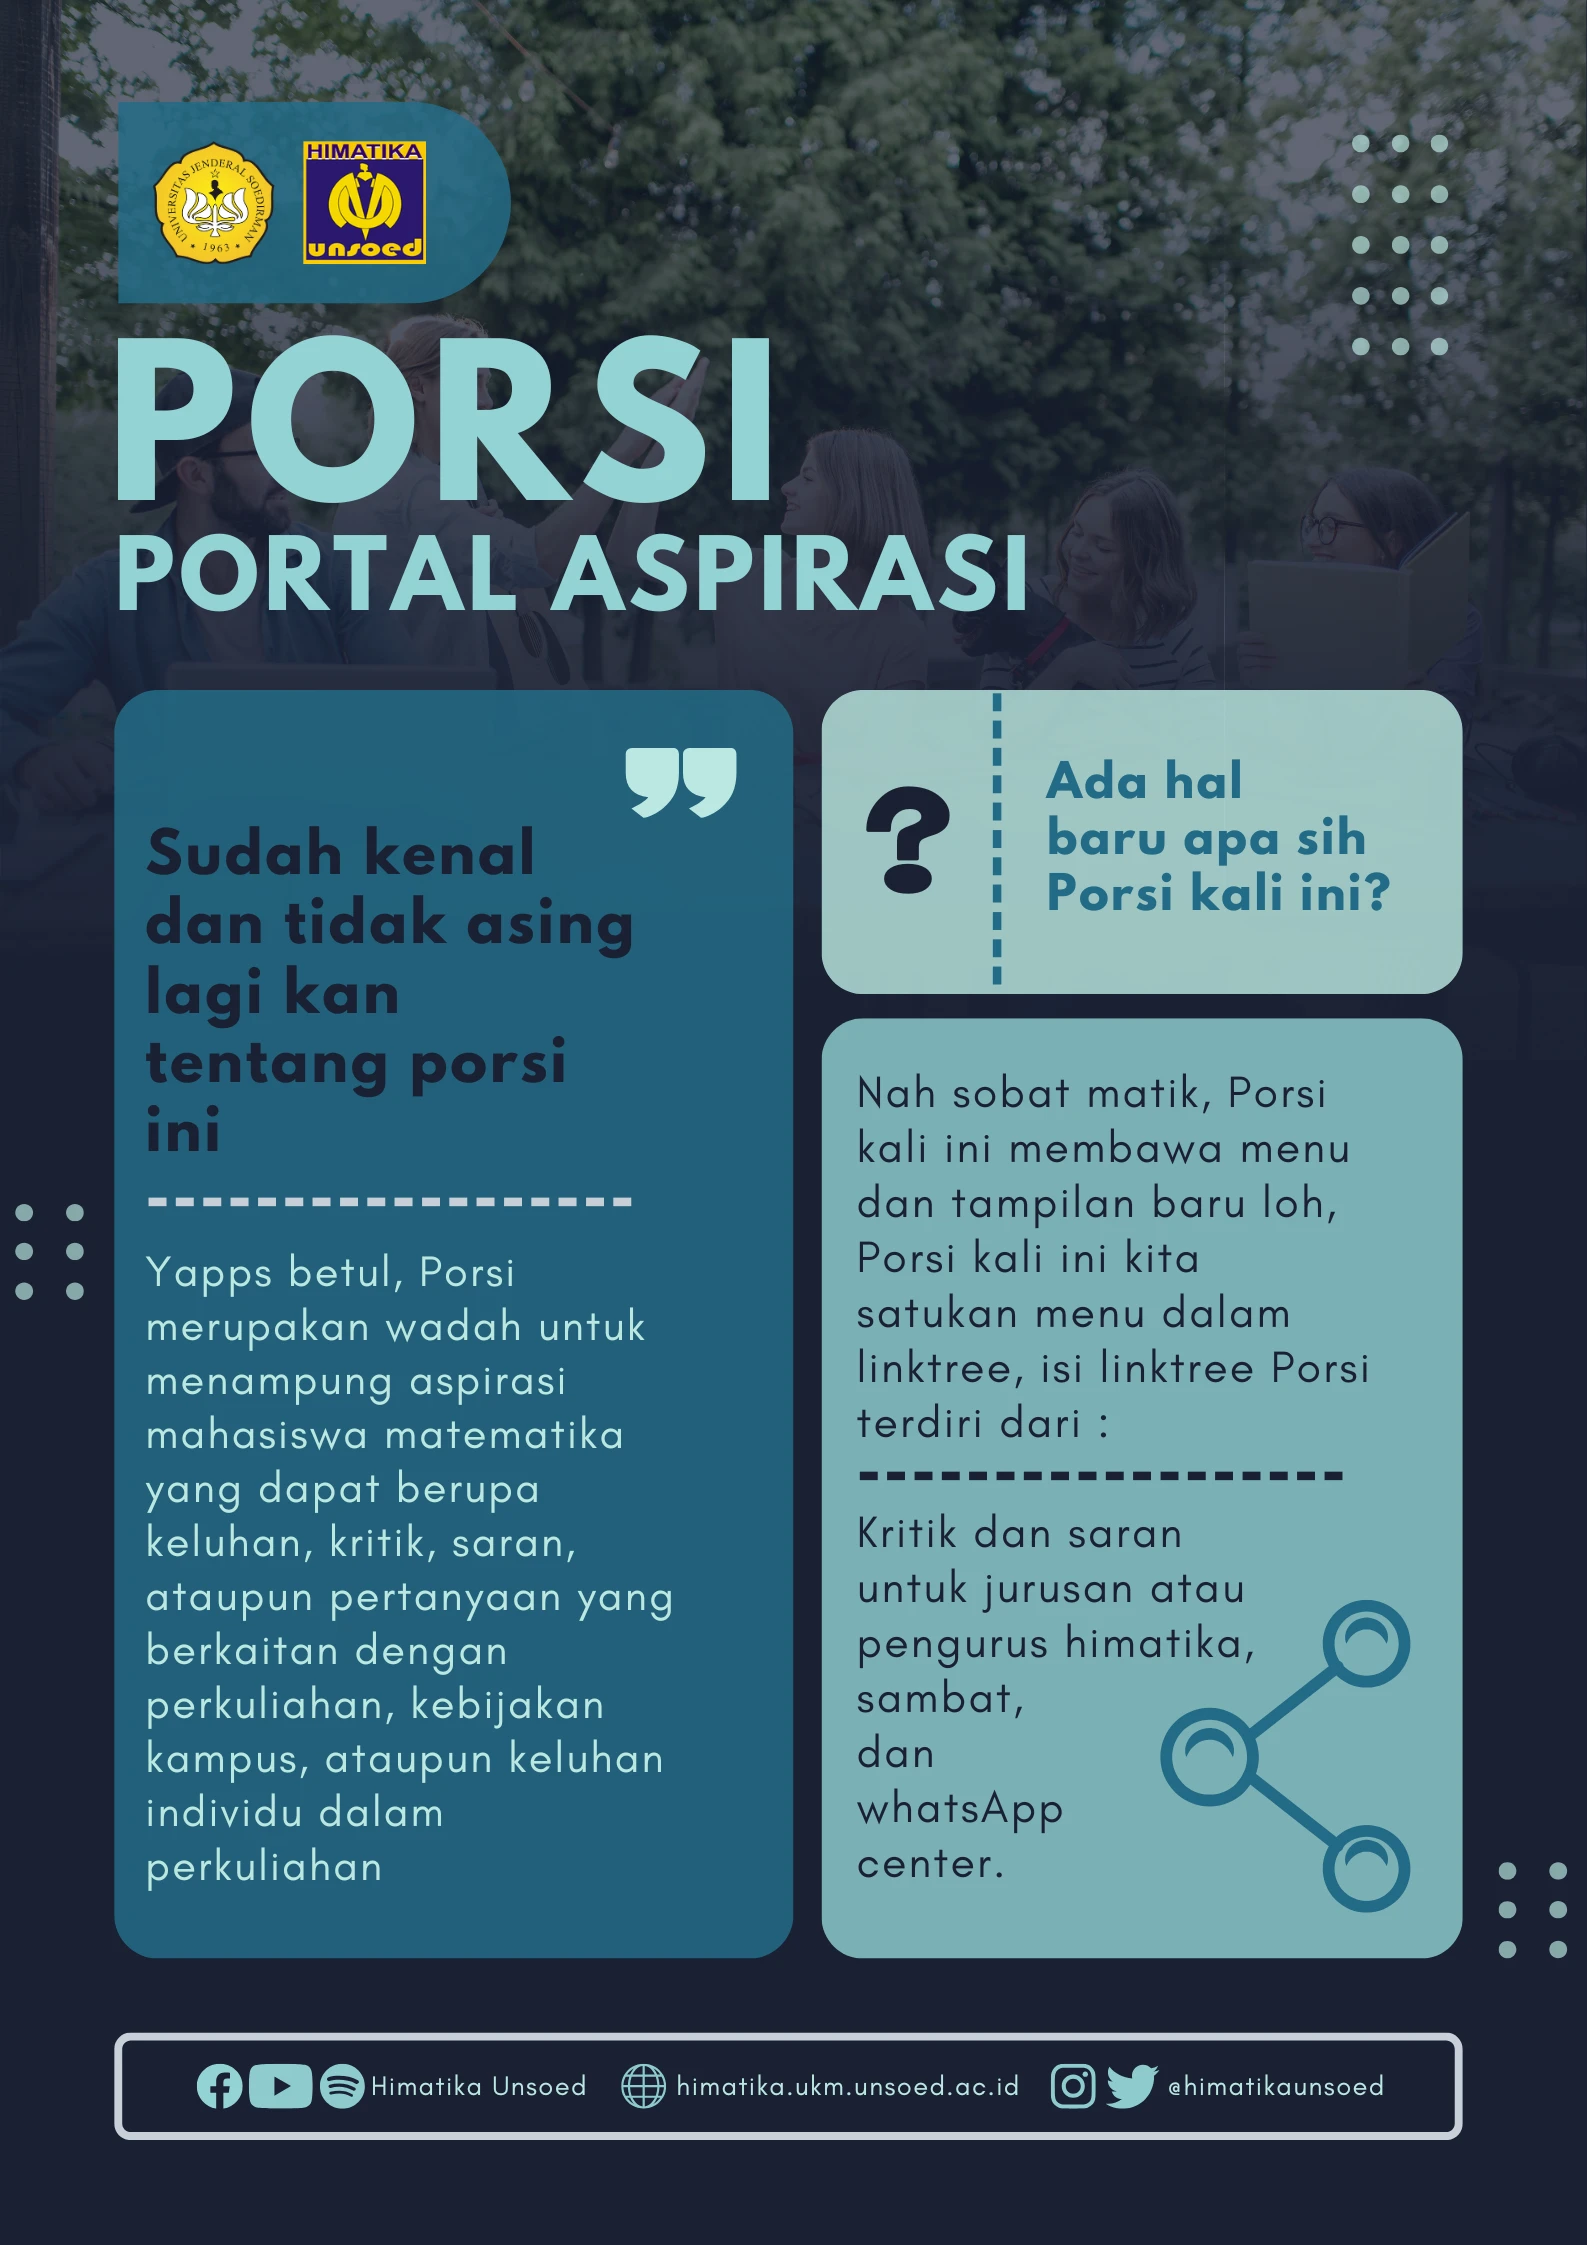 UNIVERSITAS JENDERAL SOEDIRMAN
1963
HIMATIKA
unsoed
PORSI
PORTAL ASPIRASI
Sudah kenal
dan tidak asing
lagi kan
tentang porsi
ini
Yapps betul, Porsi
merupakan wadah untuk
menampung aspirasi
mahasiswa matematika
yang dapat berupa
keluhan, kritik, saran,
ataupun pertanyaan yang
berkaitan dengan
perkuliahan, kebijakan
kampus, ataupun keluhan
individu dalam
perkuliahan
?
Ada hal
baru apa sih
Porsi kali ini?
Nah sobat matik, Porsi
kali ini membawa menu
dan tampilan baru loh,
Porsi kali ini kita
satukan menu dalam
linktree, isi linktree Porsi
terdiri dari :
Kritik dan saran
untuk jurusan atau
pengurus himatika,
sambat,
dan
whatsApp
center.
Himatika Unsoed himatika.ukm.unsoed.ac.id @himatikaunsoed